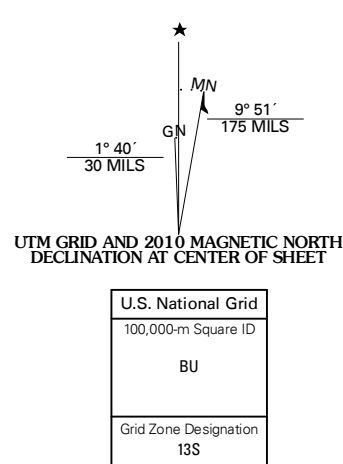 ★
MN
GN
9° 51´
175 MILS
1° 40´
30 MILS
UTM GRID AND 2010 MAGNETIC NORTH
DECLINATION AT CENTER OF SHEET
U.S. National Grid
100,000-m Square ID
BU
Grid Zone Designation
13S